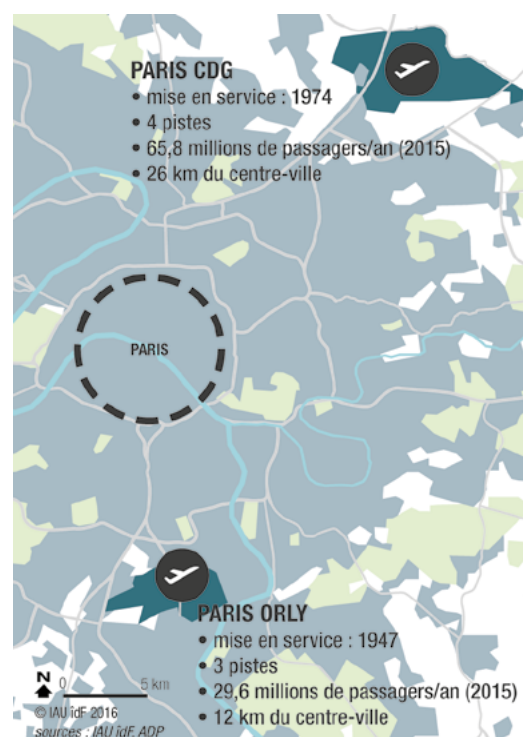 PARIS CDG
• mise en service : 1974
• 4 pistes
• 65,8 millions de passagers/an (2015)
• 26 km du centre-ville
PARIS
PARIS ORLY
• mise en service : 1947
• 3 pistes
• 29,6 millions de passagers/an (2015)
• 12 km du centre-ville
N
0 5 km
© IAU îdF 2016
sources : IAU îdF, ADP